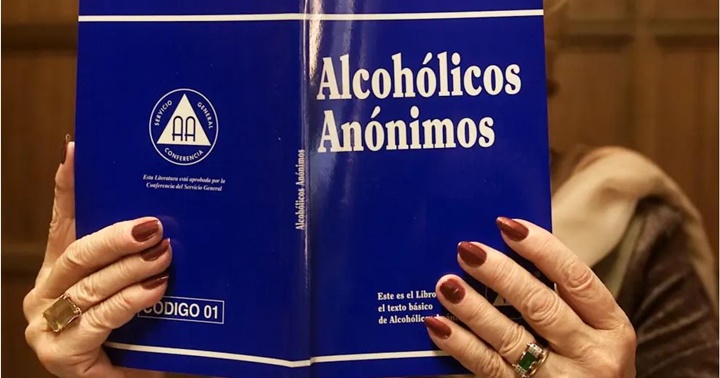 Alcohólicos
Anónimos
Este es el Libro
el texto básico
de Alcohólicos
Alcohólicos Anónimos
SERVICIO GENERAL
AA
CONFERENCIA
Esta Literatura está aprobada por la
Conferencia del Servicio General
CÓDIGO 01